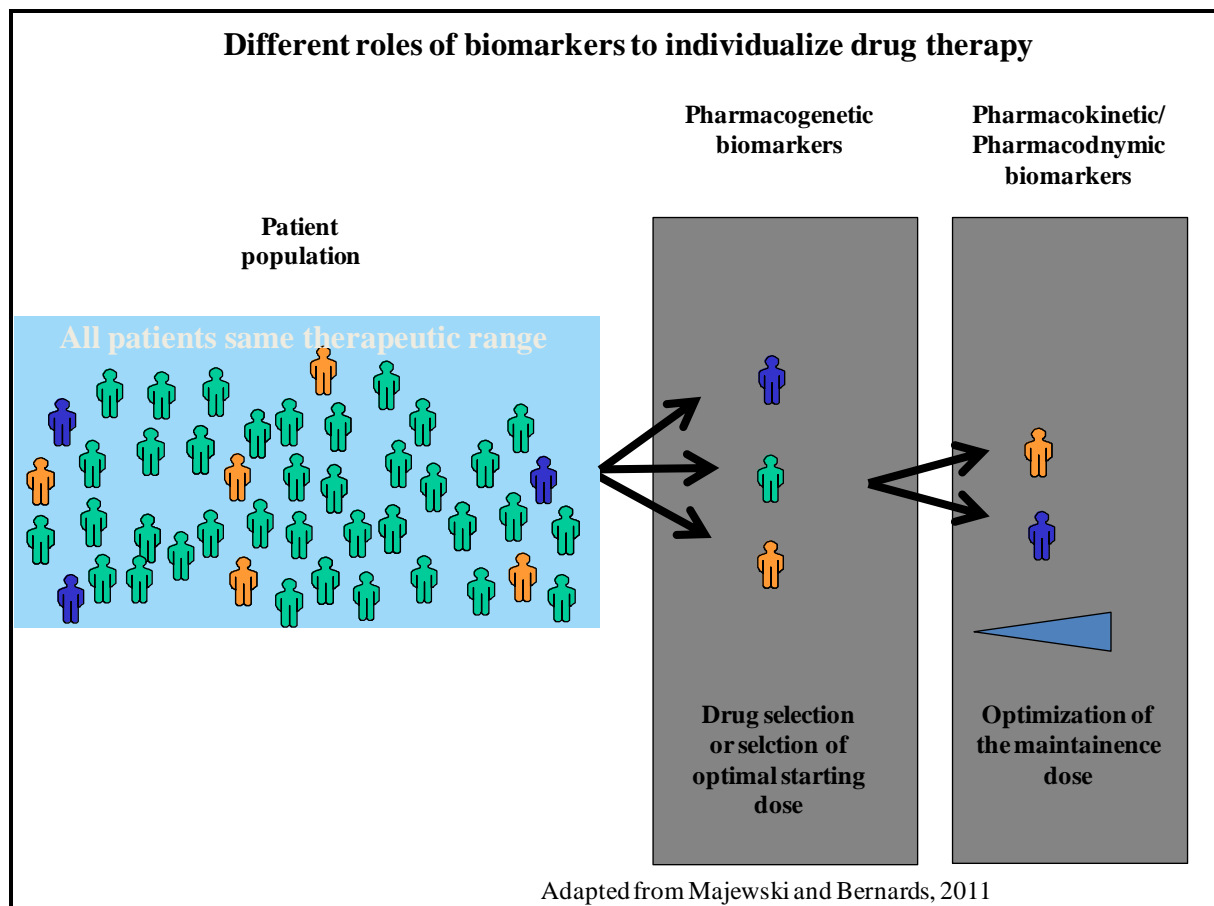 Different roles of biomarkers to individualize drug therapy
Pharmacogenetic
biomarkers
Pharmacokinetic/
Pharmacodnymic
biomarkers
Patient
population
All patients same therapeutic range
Drug selection
or selction of
optimal starting
dose
Optimization of
the maintainence
dose
Adapted from Majewski and Bernards, 2011